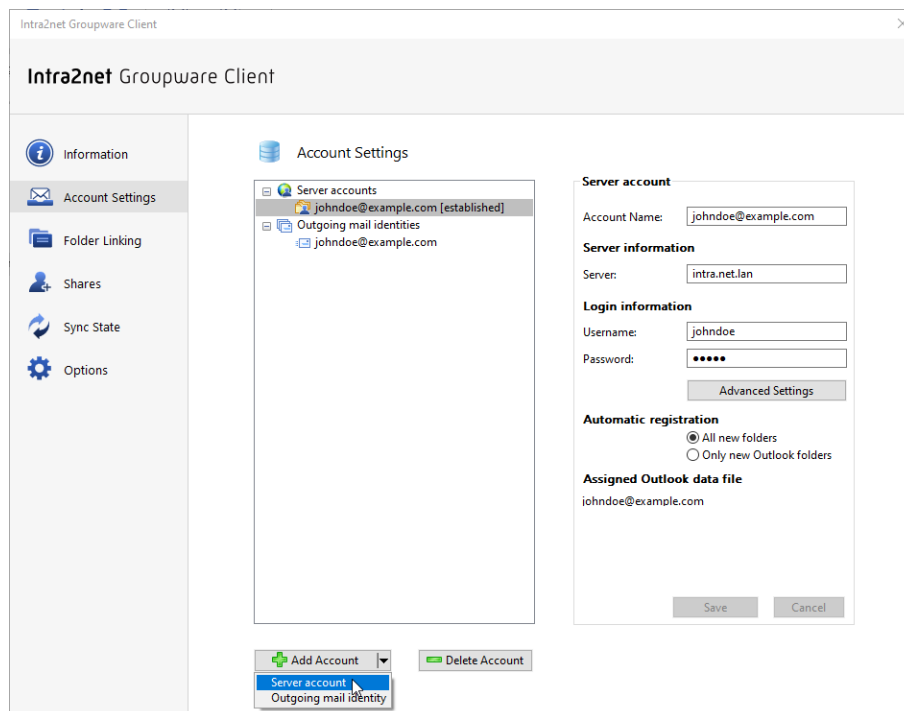 Intra2net Groupware Client
Intra2net Groupware Client
Information
Account Settings
Folder Linking
Shares
Sync State
Options
Account Settings
Server accounts
johndoe@example.com [established]
Outgoing mail identities
johndoe@example.com
Server account
Account Name: johndoe@example.com
Server information
Server: intra.net.lan
Login information
Username: johndoe
Password: •••••
Advanced Settings
Automatic registration
All new folders
Only new Outlook folders
Assigned Outlook data file
johndoe@example.com
Save Cancel
Add Account Delete Account
Server account
Outgoing mail identity